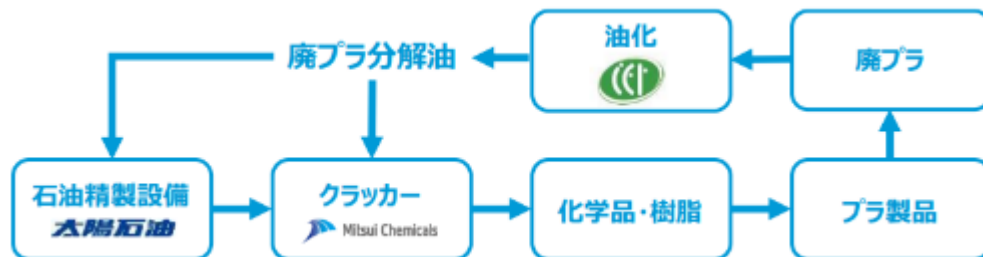 廃プラ分解油
油化
CFP
廃プラ
石油精製設備
太陽石油
クラッカー
Mitsui Chemicals
化学品・樹脂
プラ製品